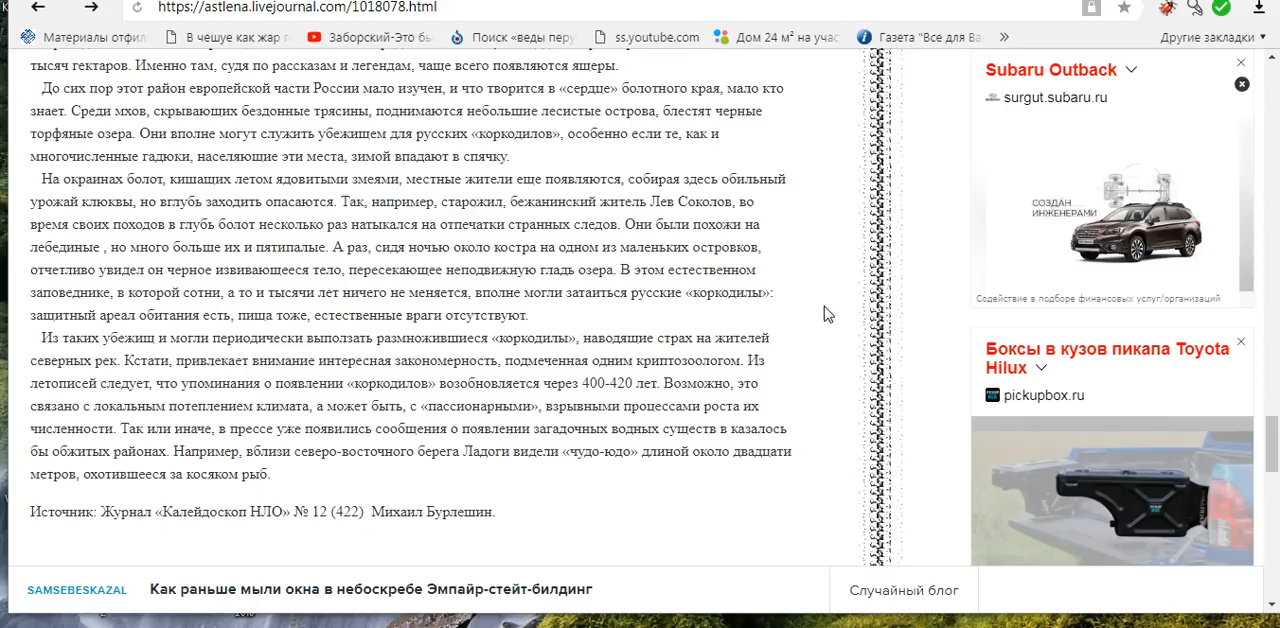 https://astlena.livejournal.com/1018078.html
Материалы отфил
В чешуе как жар г
Заборский-Это бы
Поиск «веды перу
ss.youtube.com
Дом 24 м² на учас
Газета "Все для Ва
»
Другие закладки
тысяч гектаров. Именно там, судя по рассказам и легендам, чаще всего появляются ящеры.
До сих пор этот район европейской части России мало изучен, и что творится в «сердце» болотного края, мало кто
знает. Среди мхов, скрывающих бездонные трясины, поднимаются небольшие лесистые острова, блестят черные
торфяные озера. Они вполне могут служить убежищем для русских «коркодилов», особенно если те, как и
многочисленные гадюки, населяющие эти места, зимой впадают в спячку.
На окраинах болот, кишащих летом ядовитыми змеями, местные жители еще появляются, собирая здесь обильный
урожай клюквы, но вглубь заходить опасаются. Так, например, старожил, бежанинский житель Лев Соколов, во
время своих походов в глубь болот несколько раз натыкался на отпечатки странных следов. Они были похожи на
лебединые , но много больше их и пятипалые. А раз, сидя ночью около костра на одном из маленьких островков,
отчетливо увидел он черное извивающееся тело, пересекающее неподвижную гладь озера. В этом естественном
заповеднике, в которой сотни, а то и тысячи лет ничего не меняется, вполне могли затаиться русские «коркодилы»:
защитный ареал обитания есть, пища тоже, естественные враги отсутствуют.
Из таких убежищ и могли периодически выползать размножившиеся «коркодилы», наводящие страх на жителей
северных рек. Кстати, привлекает внимание интересная закономерность, подмеченная одним криптозоологом. Из
летописей следует, что упоминания о появлении «коркодилов» возобновляется через 400-420 лет. Возможно, это
связано с локальным потеплением климата, а может быть, с «пассионарными», взрывными процессами роста их
численности. Так или иначе, в прессе уже появились сообщения о появлении загадочных водных существ в казалось
бы обжитых районах. Например, вблизи северо-восточного берега Ладоги видели «чудо-юдо» длиной около двадцати
метров, охотившееся за косяком рыб.
Источник: Журнал «Калейдоскоп НЛО» № 12 (422) Михаил Бурлешин.
Subaru Outback
surgut.subaru.ru
СОЗДАН
ИНЖЕНЕРАМИ
Содействие в подборе финансовых услуг/организаций
Боксы в кузов пикапа Toyota
Hilux
pickupbox.ru
SAMSEBESKAZAL
Как раньше мыли окна в небоскребе Эмпайр-стейт-билдинг
Случайный блог